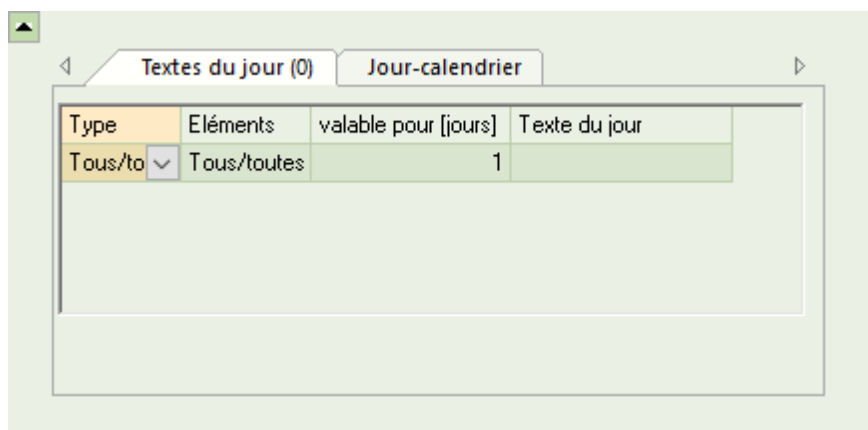 Textes du jour (0) Jour-calendrier
Type Eléments valable pour [jours] Texte du jour
Tous/to Tous/toutes 1